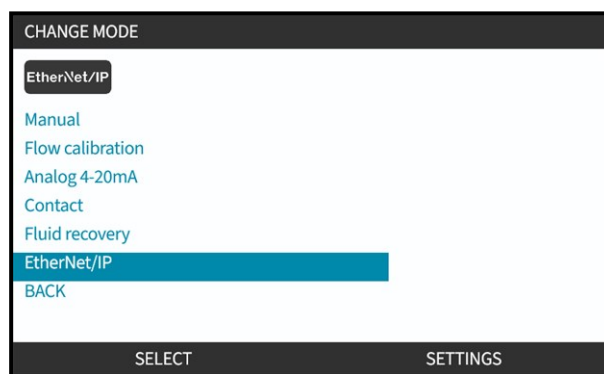 CHANGE MODE
EtherNet/IP
Manual
Flow calibration
Analog 4-20mA
Contact
Fluid recovery
EtherNet/IP
BACK
SELECT SETTINGS